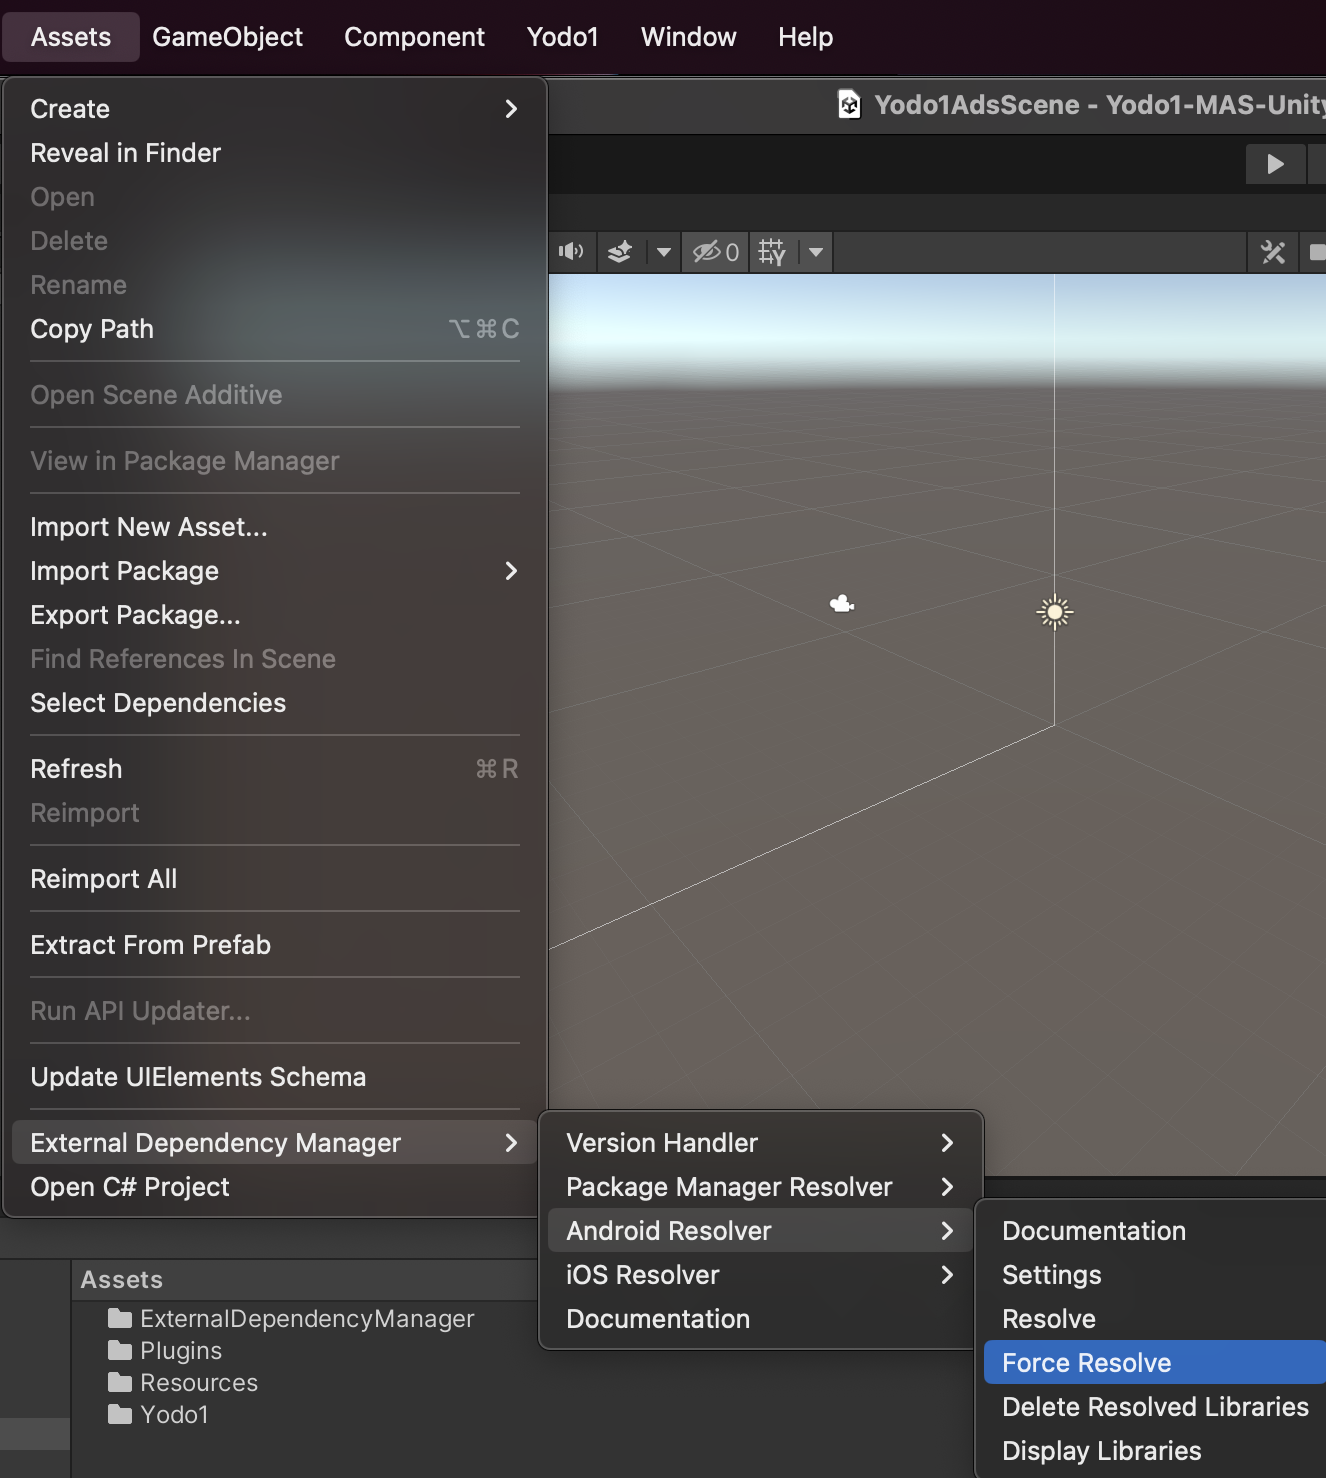 Assets GameObject Component Yodo1 Window Help
Yodo1AdsScene - Yodo1-MAS-Unity
Create
Reveal in Finder
Open
Delete
Rename
Copy Path ⌥⌘C
Open Scene Additive
View in Package Manager
Import New Asset...
Import Package
Export Package...
Find References In Scene
Select Dependencies
Refresh ⌘R
Reimport
Reimport All
Extract From Prefab
Run API Updater...
Update UIElements Schema
External Dependency Manager
Open C# Project
0
Version Handler
Package Manager Resolver
Android Resolver
iOS Resolver
Documentation
Documentation
Settings
Resolve
Force Resolve
Delete Resolved Libraries
Display Libraries
Assets
ExternalDependencyManager
Plugins
Resources
Yodo1